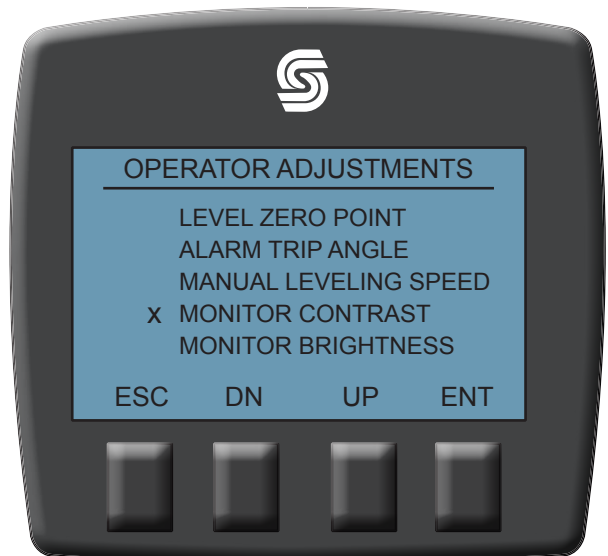 OPERATOR ADJUSTMENTS
LEVEL ZERO POINT
ALARM TRIP ANGLE
MANUAL LEVELING SPEED
X MONITOR CONTRAST
MONITOR BRIGHTNESS
ESC DN UP ENT